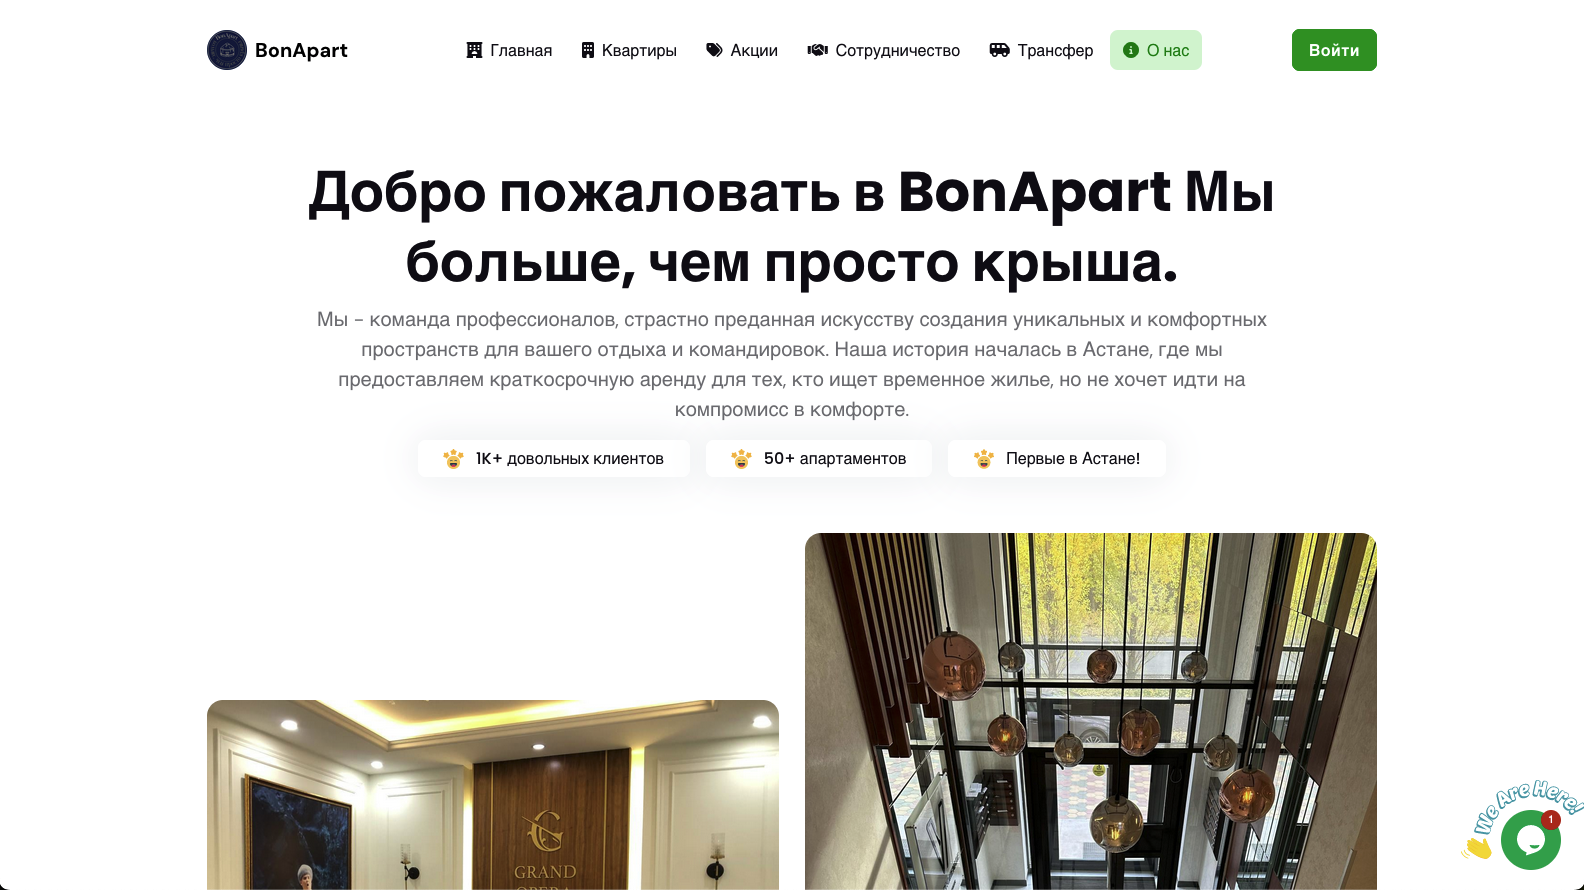 BonApart
Главная
Квартиры
Акции
Сотрудничество
Трансфер
О нас
Войти
Добро пожаловать в BonApart Мы
больше, чем просто крыша.
Мы – команда профессионалов, страстно преданная искусству создания уникальных и комфортных
пространств для вашего отдыха и командировок. Наша история началась в Астане, где мы
предоставляем краткосрочную аренду для тех, кто ищет временное жилье, но не хочет идти на
компромисс в комфорте.
1K+ довольных клиентов
50+ апартаментов
Первые в Астане!
GRAND
OPERA
We Are Here!
1